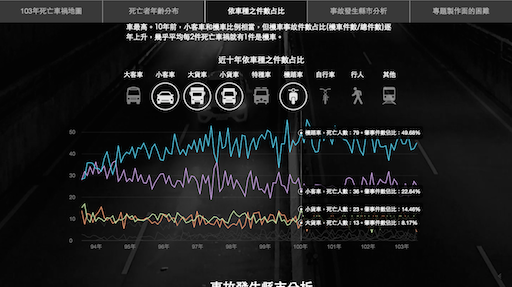 103年死亡車禍地圖
死亡者年齡分布
依車種之件數占比
事故發生縣市分析
專題製作面的困難
車最高。10年前，小客車和機車比例相當，但機車事故件數占比(機車件數/總件數)逐
年上升，幾乎平均每2件死亡車禍就有1件是機車。
近十年依車種之件數占比
大客車 小客車 大貨車 小貨車 特種車 機踏車 自行車 行人 其他
50
40
30
20
10
0
機踏車，死亡人數：79，肇事件數佔比：49.68%
小客車，死亡人數：36，肇事件數佔比：22.64%
小貨車，死亡人數：23，肇事件數佔比：14.46%
大貨車，死亡人數：13，肇事件數佔比：8.17%
94年 95年 96年 97年 98年 99年 100年 101年 102年 103年
事故發生縣市分析